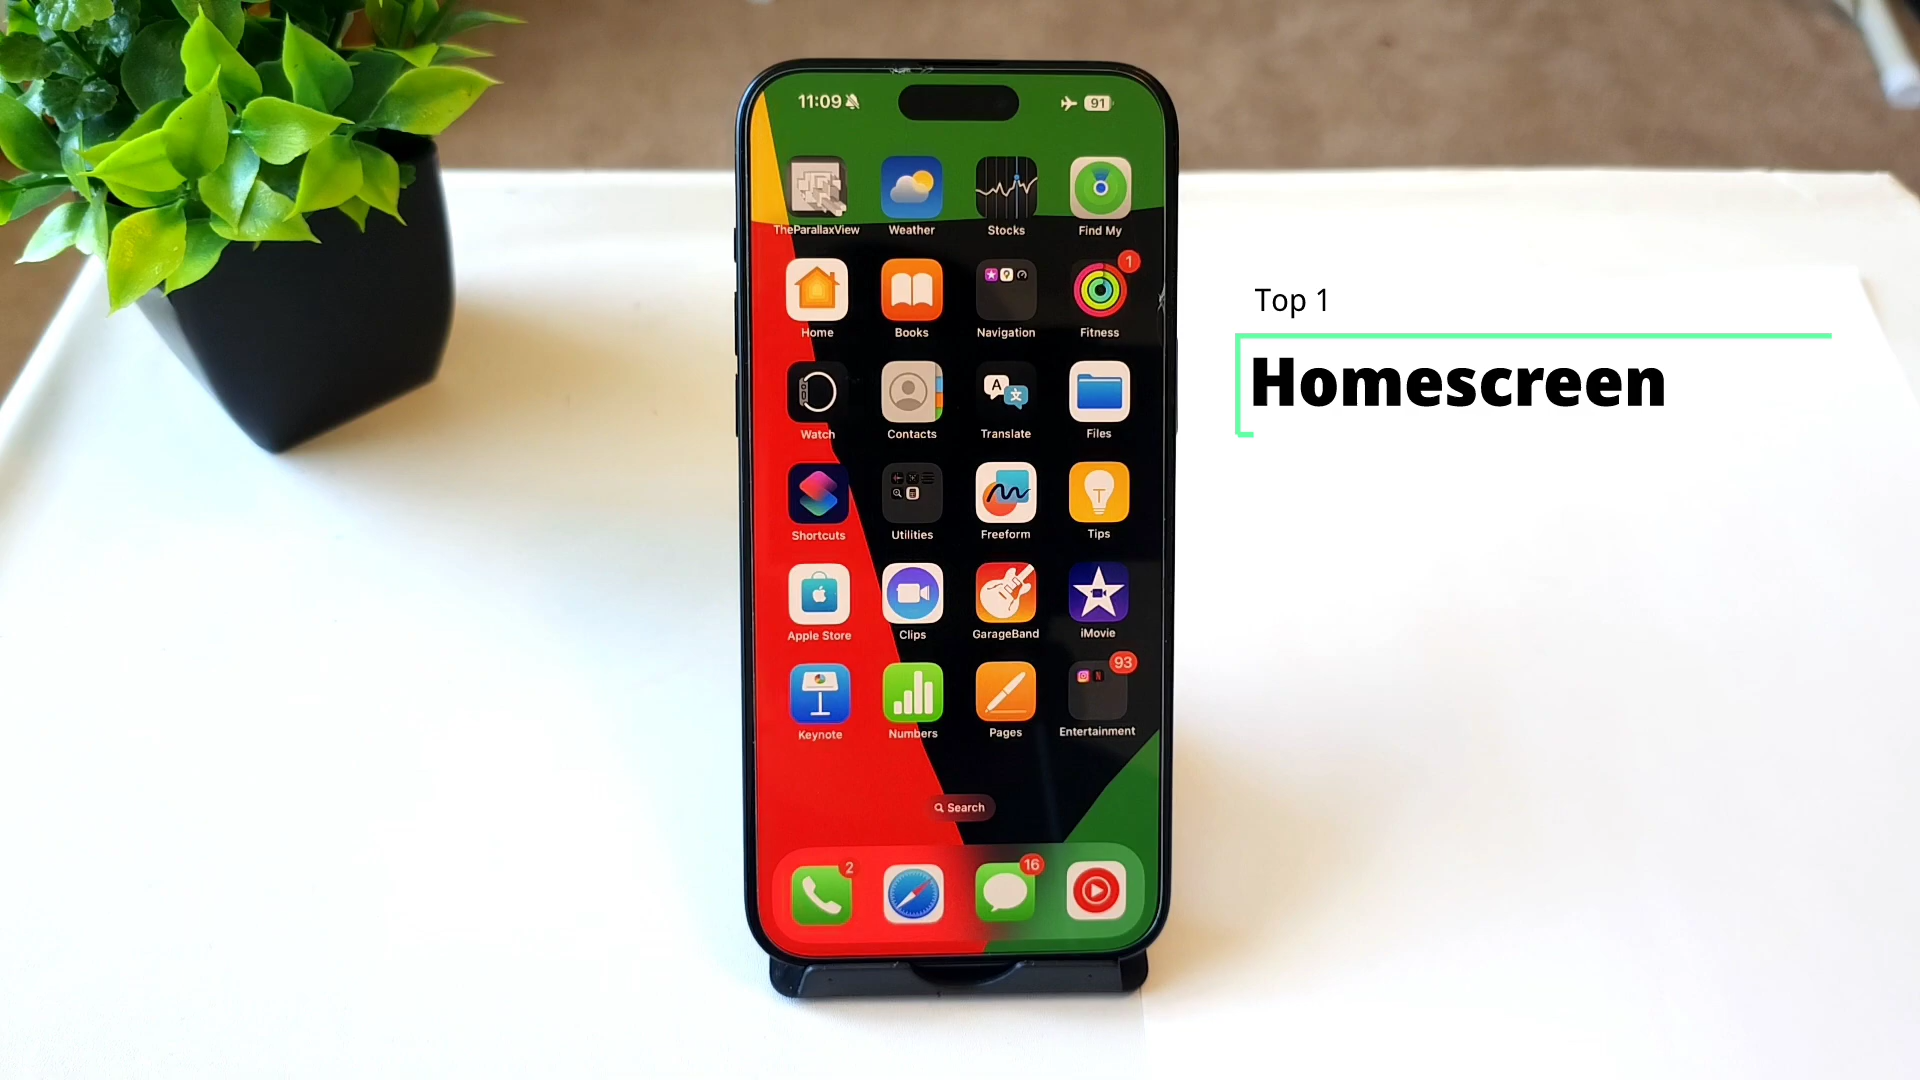 11:09
91
TheParallaxView
Weather
Stocks
Find My
1
Home
Books
Navigation
Fitness
Watch
Contacts
Translate
Files
Shortcuts
Utilities
Freeform
Tips
Apple Store
Clips
GarageBand
iMovie
93
Keynote
Numbers
Pages
Entertainment
Search
2
16
Top 1
Homescreen